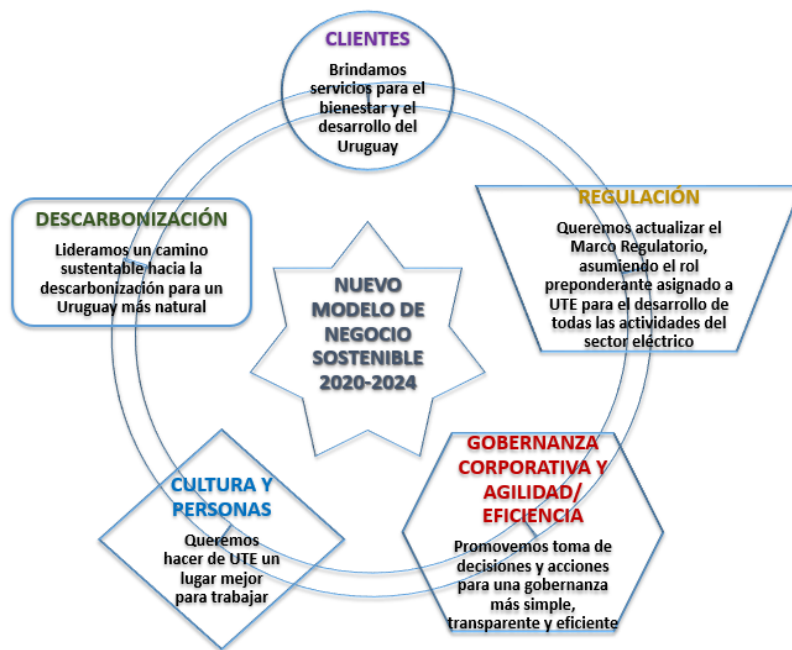 CLIENTES
Brindamos
servicios para el
bienestar y el
desarrollo del
Uruguay
REGULACIÓN
Queremos actualizar el
Marco Regulatorio,
asumiendo el rol
preponderante asignado a
UTE para el desarrollo de
todas las actividades del
sector eléctrico
GOBERNANZA
CORPORATIVA Y
AGILIDAD/
EFICIENCIA
Promovemos toma de
decisiones y acciones
para una gobernanza
más simple,
transparente y eficiente
CULTURA Y
PERSONAS
Queremos
hacer de UTE un
lugar mejor
para trabajar
DESCARBONIZACIÓN
Lideramos un camino
sustentable hacia la
descarbonización para un
Uruguay más natural
NUEVO
MODELO DE
NEGOCIO
SOSTENIBLE
2020-2024